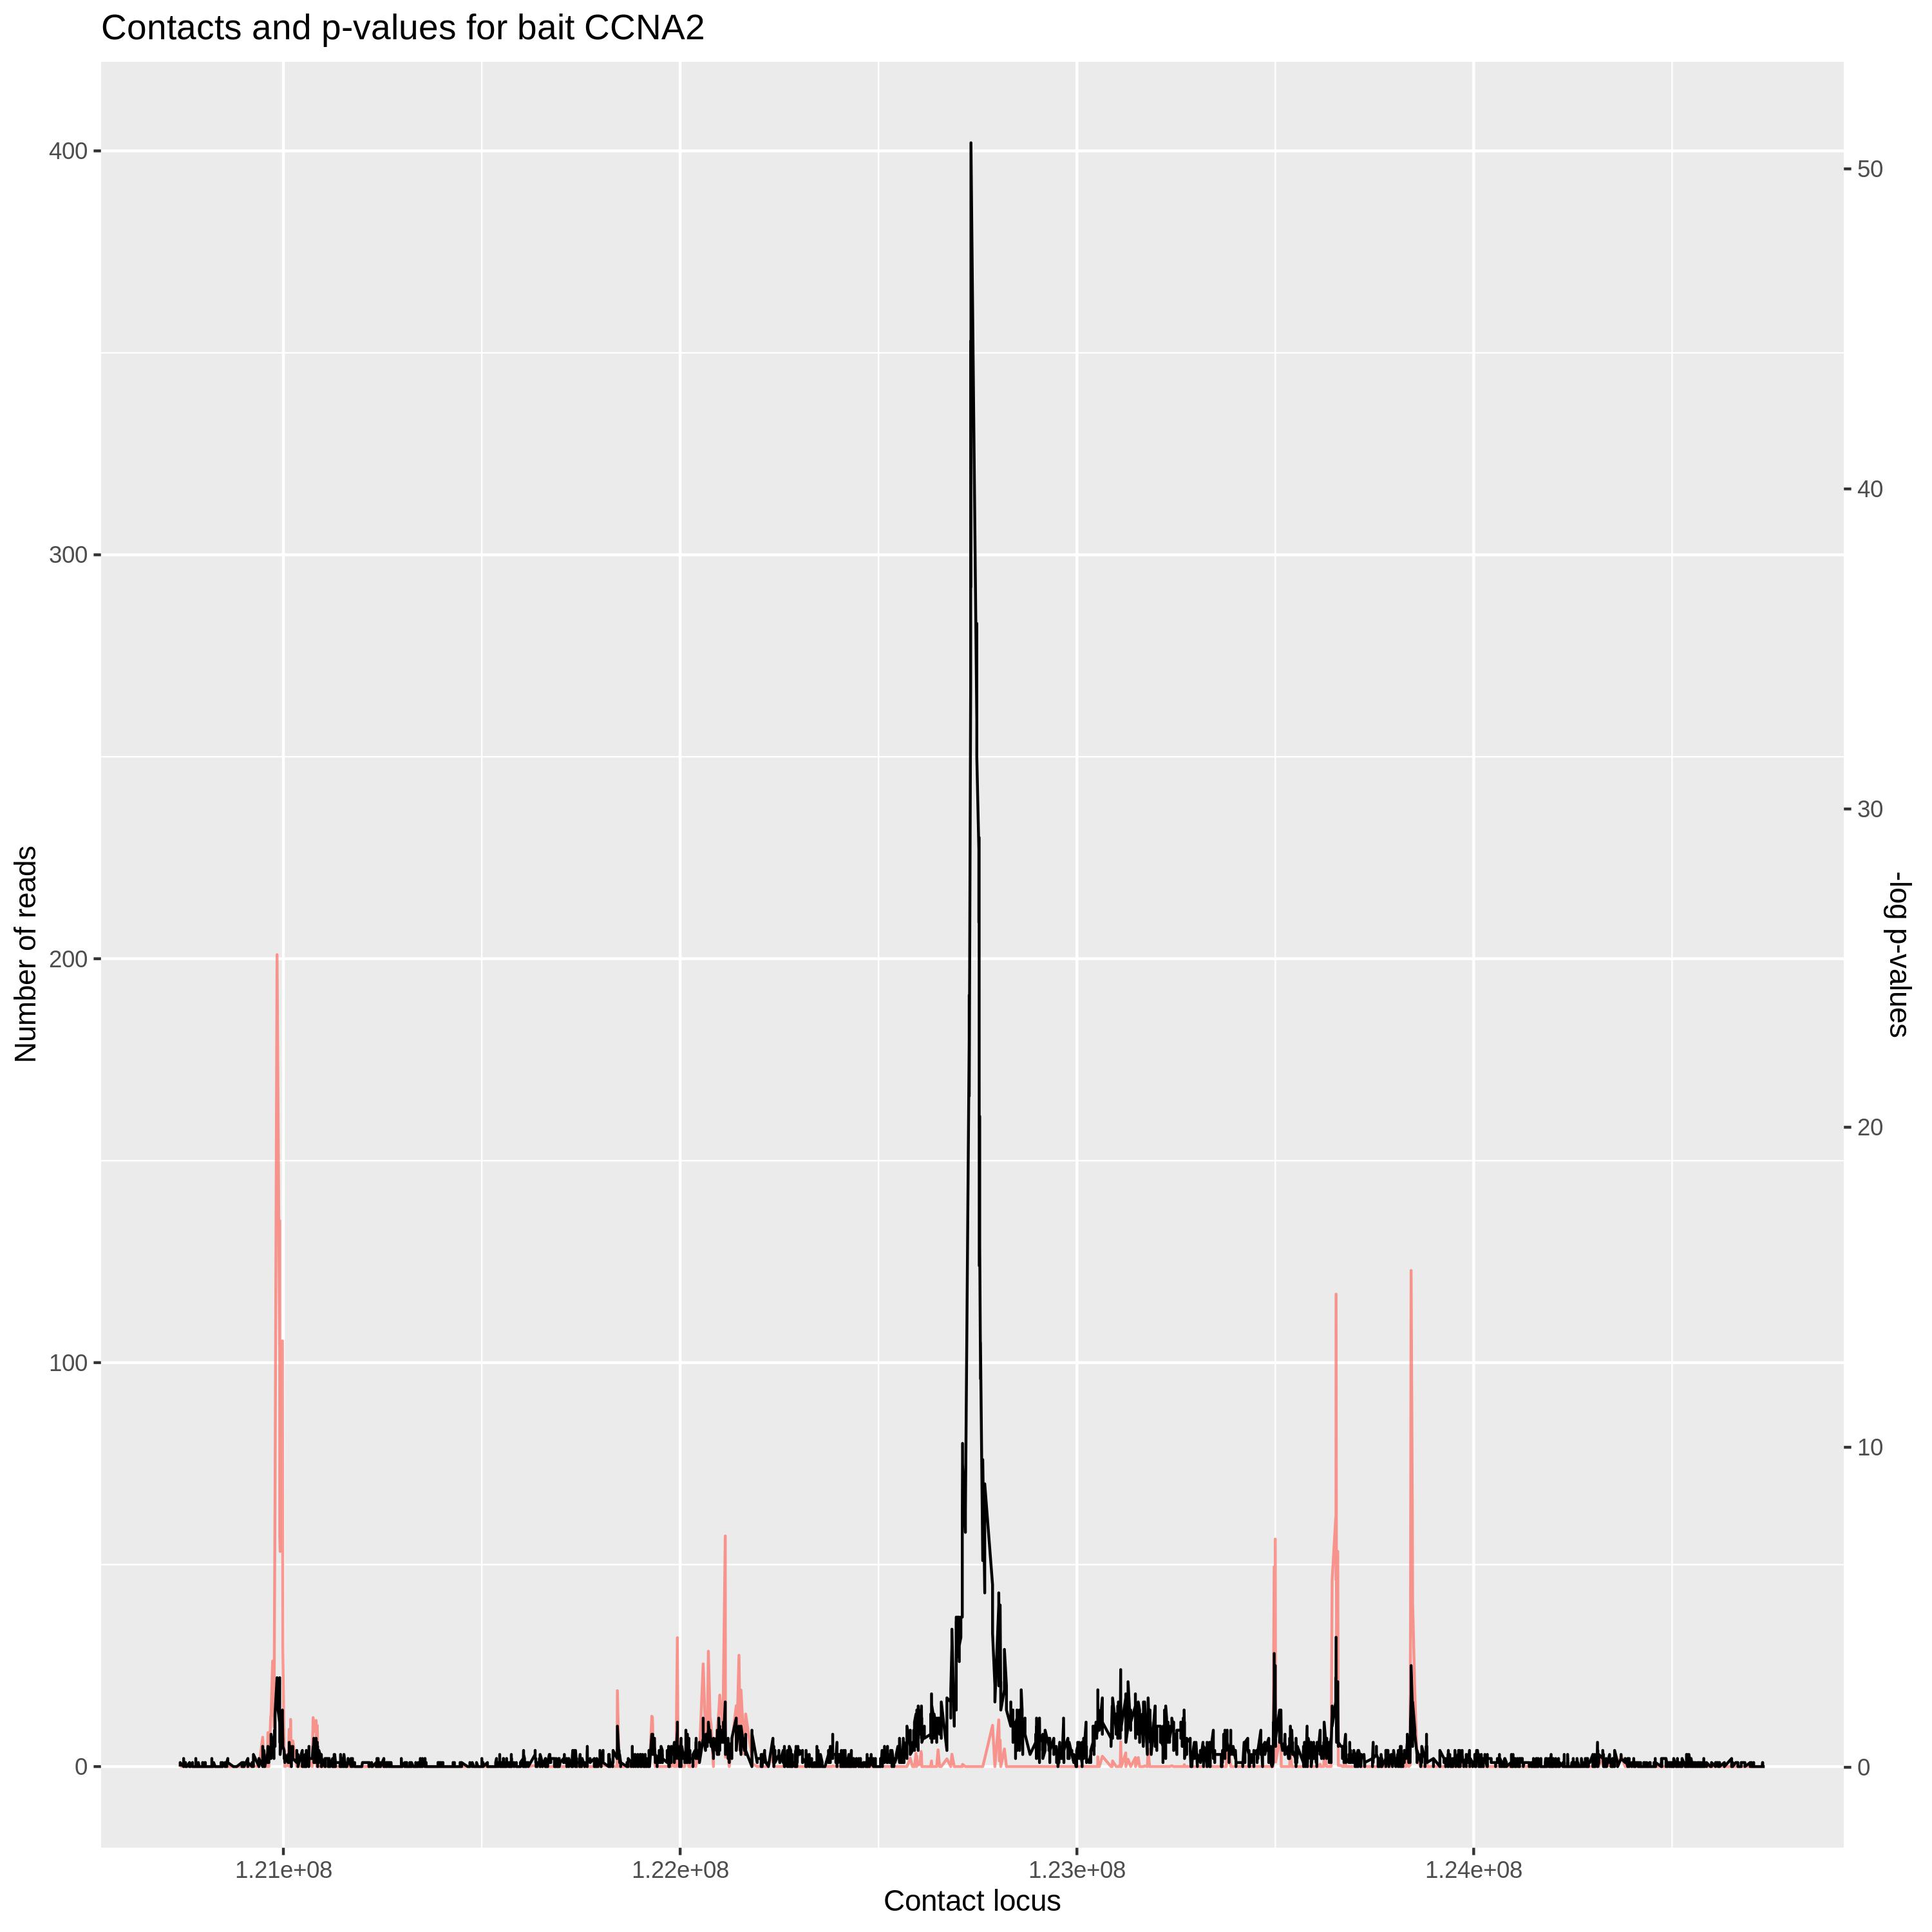 Contacts and p-values for bait CCNA2
400
300
200
100
0
Number of reads
50
40
30
20
10
0
-log p-values
1.21e+08
1.22e+08
1.23e+08
1.24e+08
Contact locus